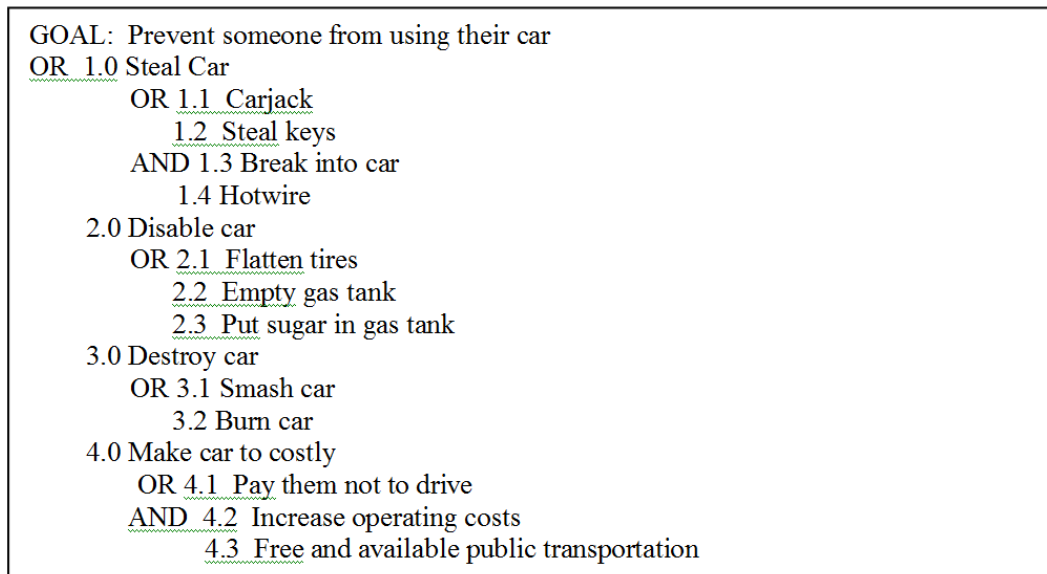 GOAL:  Prevent someone from using their car
OR  1.0 Steal Car
OR 1.1  Carjack
1.2  Steal keys
AND 1.3 Break into car
1.4 Hotwire
2.0 Disable car
OR 2.1  Flatten tires
2.2  Empty gas tank
2.3  Put sugar in gas tank
3.0 Destroy car
OR 3.1 Smash car
3.2 Burn car
4.0 Make car to costly
OR 4.1  Pay them not to drive
AND  4.2  Increase operating costs
4.3  Free and available public transportation